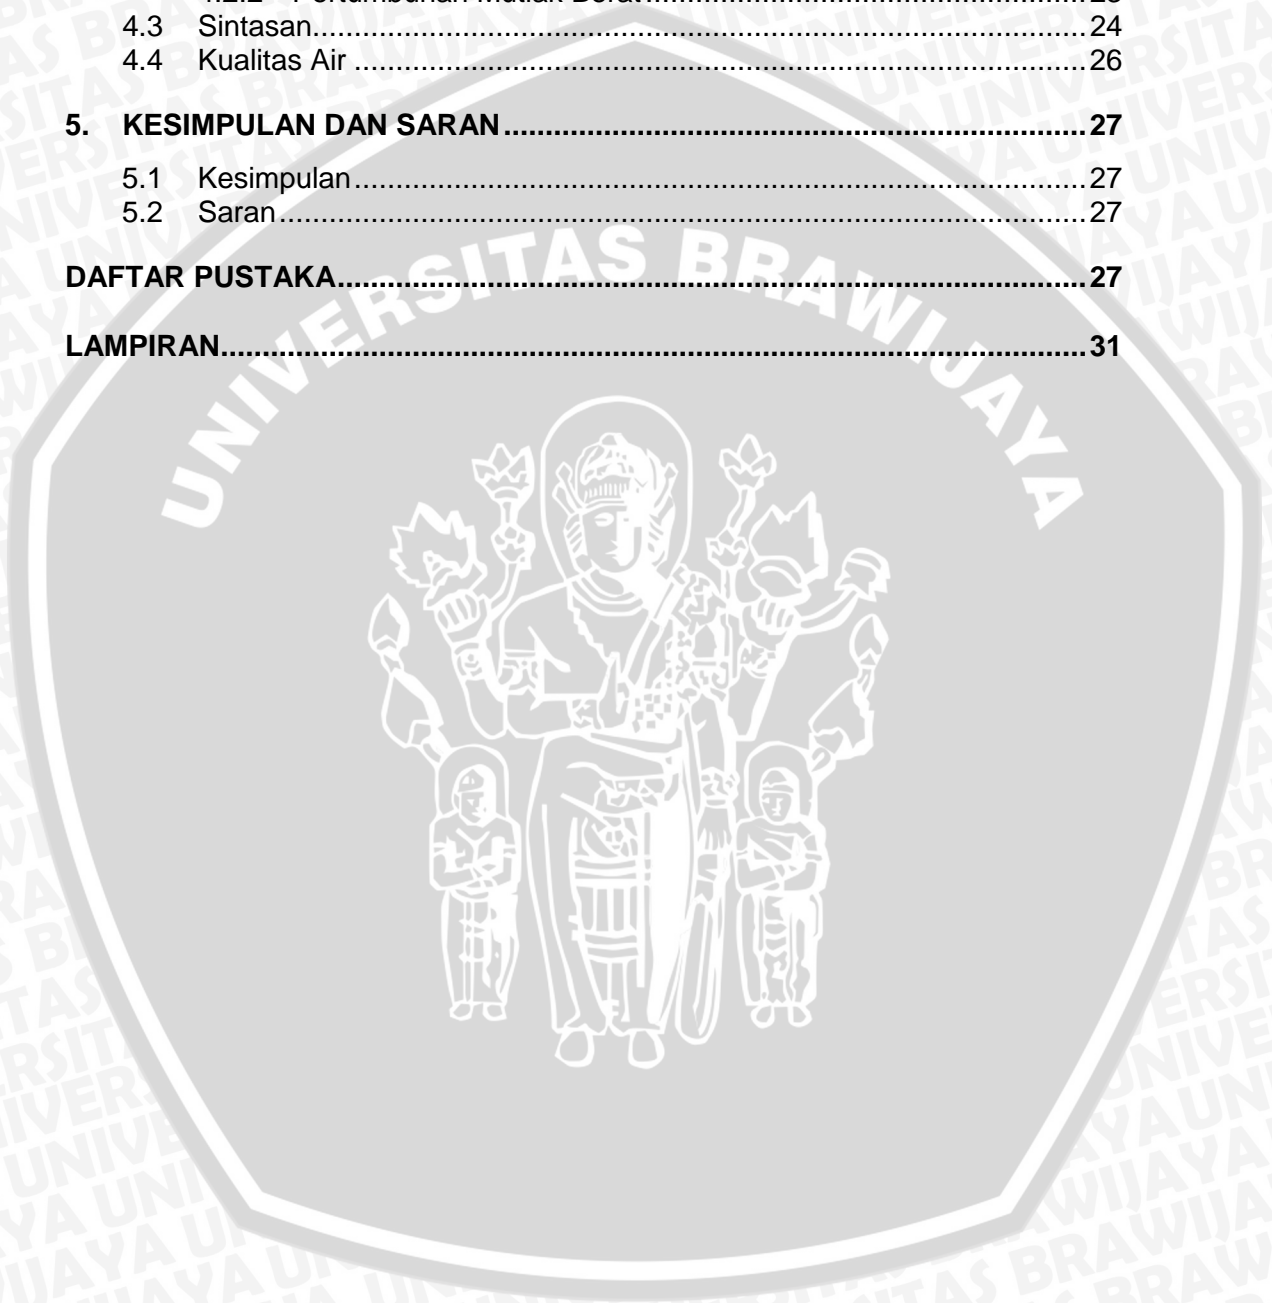 4.3 Sintasan 24
4.4 Kualitas Air 26
5. KESIMPULAN DAN SARAN 27
5.1 Kesimpulan 27
5.2 Saran 27
DAFTAR PUSTAKA 27
LAMPIRAN 31
UNIVERSITAS BRAWIJAYA